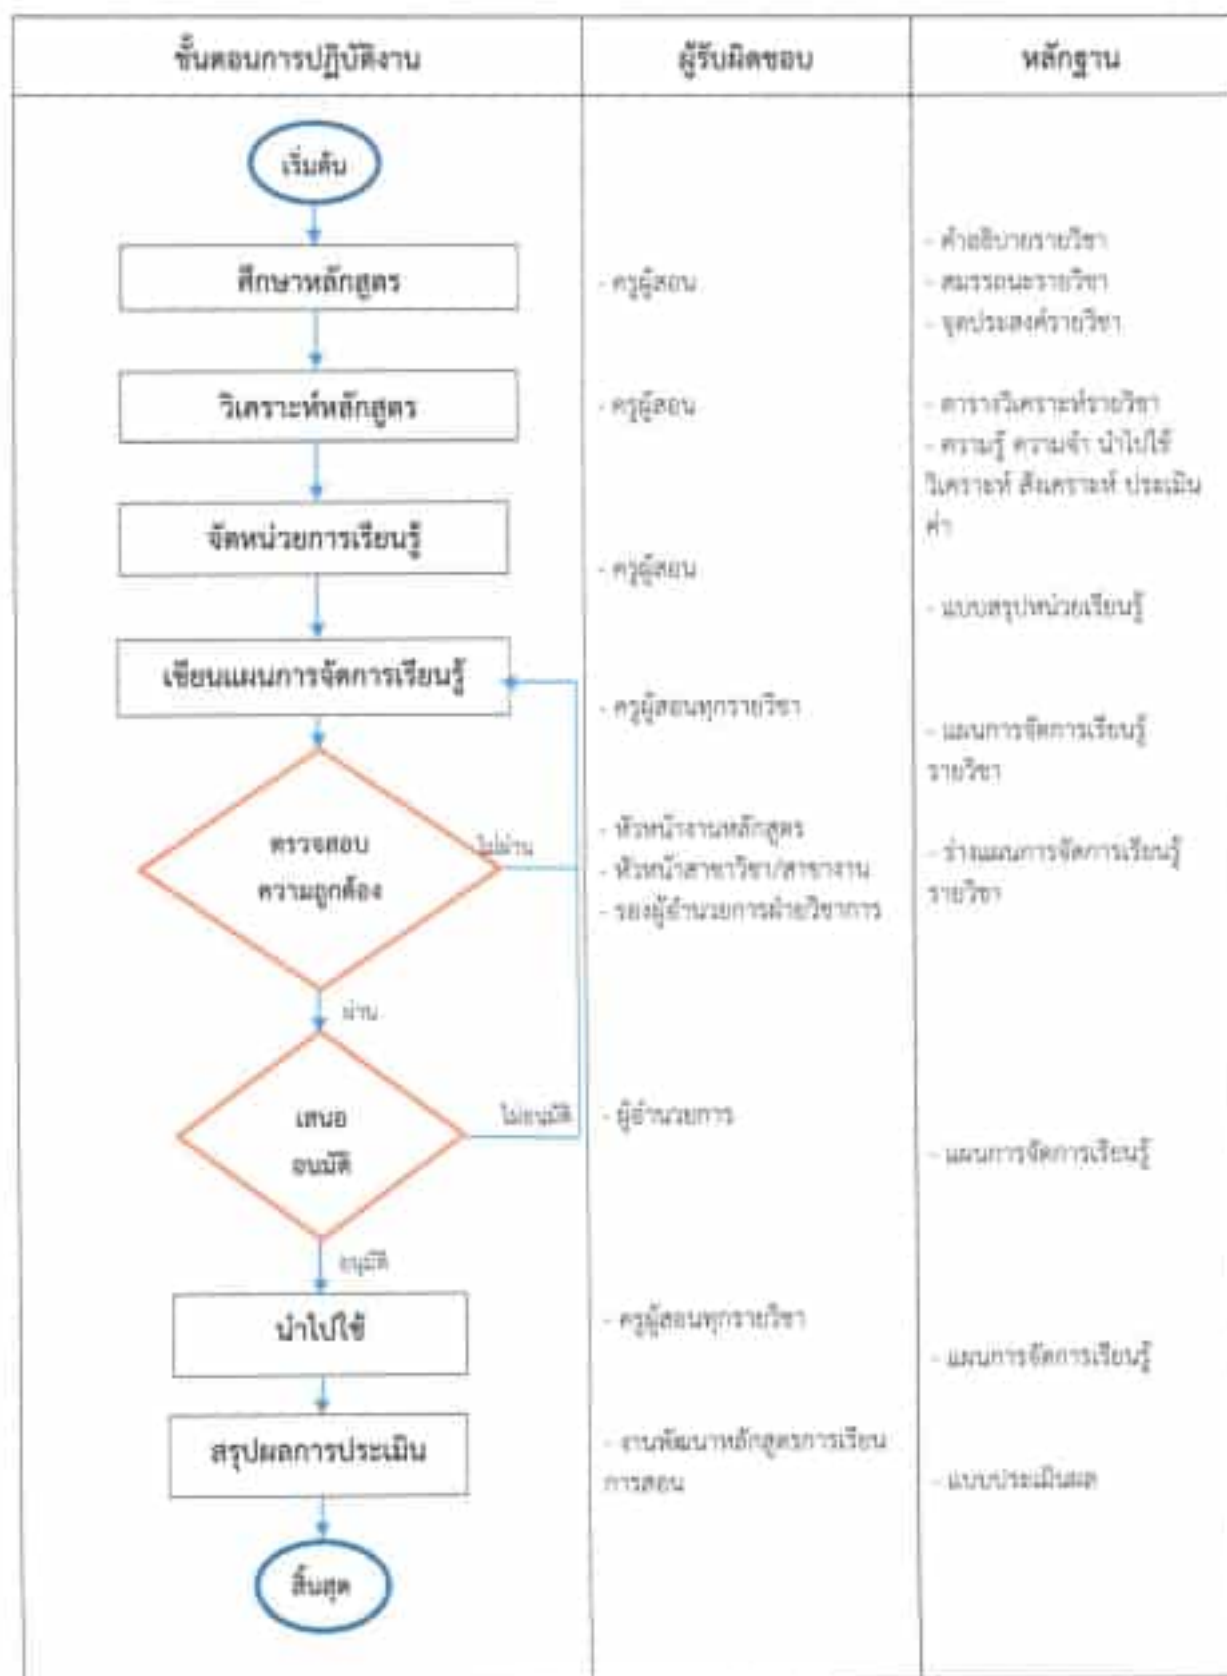 ขั้นตอนการปฏิบัติงาน
ผู้รับผิดชอบ
หลักฐาน
เริ่มต้น
ศึกษาหลักสูตร
- ครูผู้สอน
- คำอธิบายรายวิชา
- สมรรถนะรายวิชา
- จุดประสงค์รายวิชา
วิเคราะห์หลักสูตร
- ครูผู้สอน
- ตารางวิเคราะห์รายวิชา
- ความรู้ ความจำ นำไปใช้
วิเคราะห์ สังเคราะห์ ประเมิน
ค่า
จัดหน่วยการเรียนรู้
- ครูผู้สอน
- แบบสรุปหน่วยเรียนรู้
เขียนแผนการจัดการเรียนรู้
- ครูผู้สอนทุกรายวิชา
- แผนการจัดการเรียนรู้
รายวิชา
ตรวจสอบ
ความถูกต้อง
ไม่ผ่าน
- หัวหน้างานหลักสูตร
- หัวหน้าสาขาวิชา/สาขางาน
- รองผู้อำนวยการฝ่ายวิชาการ
- ร่างแผนการจัดการเรียนรู้
รายวิชา
ผ่าน
เสนอ
อนมัติ
ไม่อนุมัติ
- ผู้อำนวยการ
- แผนการจัดการเรียนรู้
อนุมัติ
นำไปใช้
- ครูผู้สอนทุกรายวิชา
- แผนการจัดการเรียนรู้
สรุปผลการประเมิน
- งานพัฒนาหลักสูตรการเรียน
การสอน
- แบบประเมินผล
สิ้นสุด